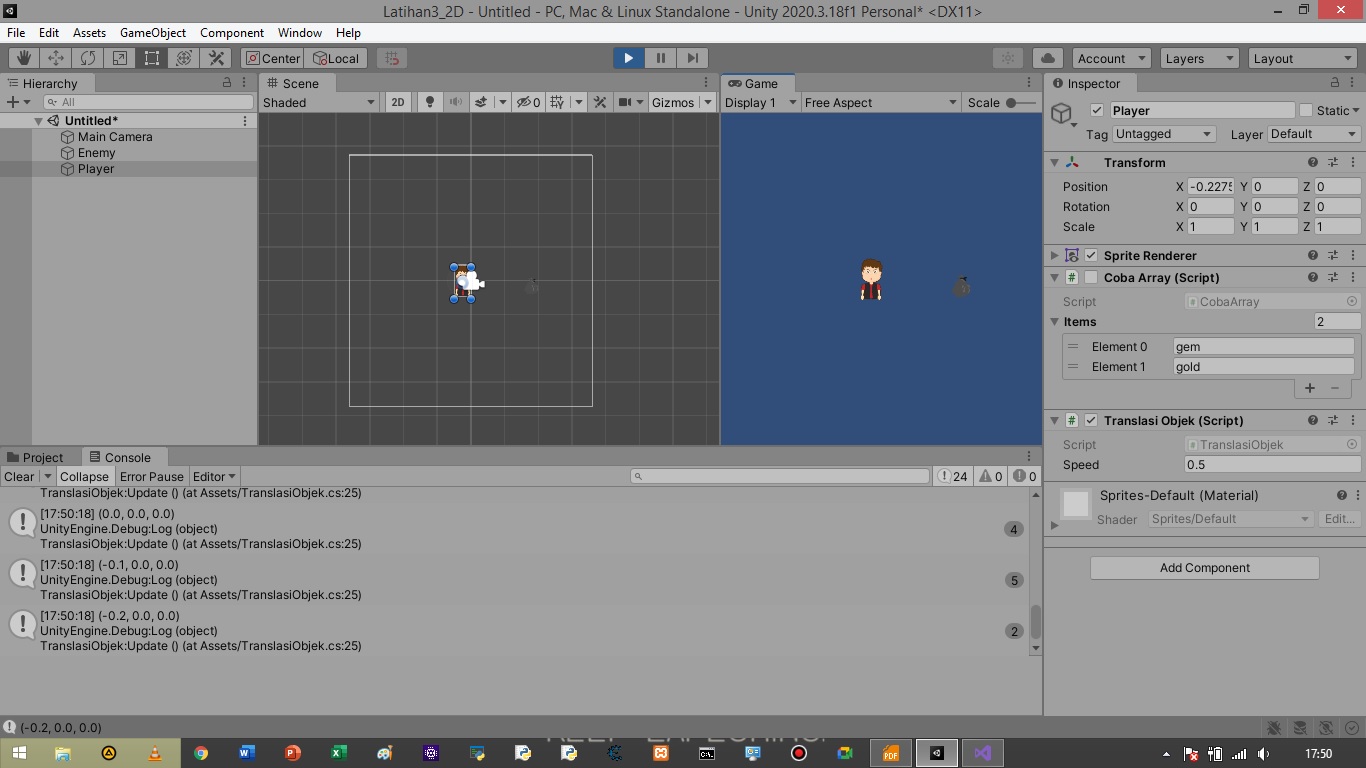 Latihan3_2D - Untitled - PC, Mac & Linux Standalone - Unity 2020.3.18f1 Personal* <DX11>
File Edit Assets GameObject Component Window Help
Center Local Account Layers Layout
Hierarchy
All
Untitled*
Main Camera
Enemy
Player
Scene
Shaded 2D 0 Gizmos
Game
Display 1 Free Aspect Scale
Inspector
Player Static
Tag Untagged Layer Default
Transform
Position X -0.2275 Y 0 Z 0
Rotation X 0 Y 0 Z 0
Scale X 1 Y 1 Z 1
Sprite Renderer
Coba Array (Script)
Script CobaArray
Items 2
Element 0 gem
Element 1 gold
Translasi Objek (Script)
Script TranslasiObjek
Speed 0.5
Sprites-Default (Material)
Shader Sprites/Default Edit...
Add Component
Project Console
Clear Collapse Error Pause Editor 24 0 0
TranslasiObjek:Update () (at Assets/TranslasiObjek.cs:25)
[17:50:18] (0.0, 0.0, 0.0)
UnityEngine.Debug:Log (object) 4
TranslasiObjek:Update () (at Assets/TranslasiObjek.cs:25)
[17:50:18] (-0.1, 0.0, 0.0)
UnityEngine.Debug:Log (object) 5
TranslasiObjek:Update () (at Assets/TranslasiObjek.cs:25)
[17:50:18] (-0.2, 0.0, 0.0)
UnityEngine.Debug:Log (object) 2
TranslasiObjek:Update () (at Assets/TranslasiObjek.cs:25)
(-0.2, 0.0, 0.0)
17:50